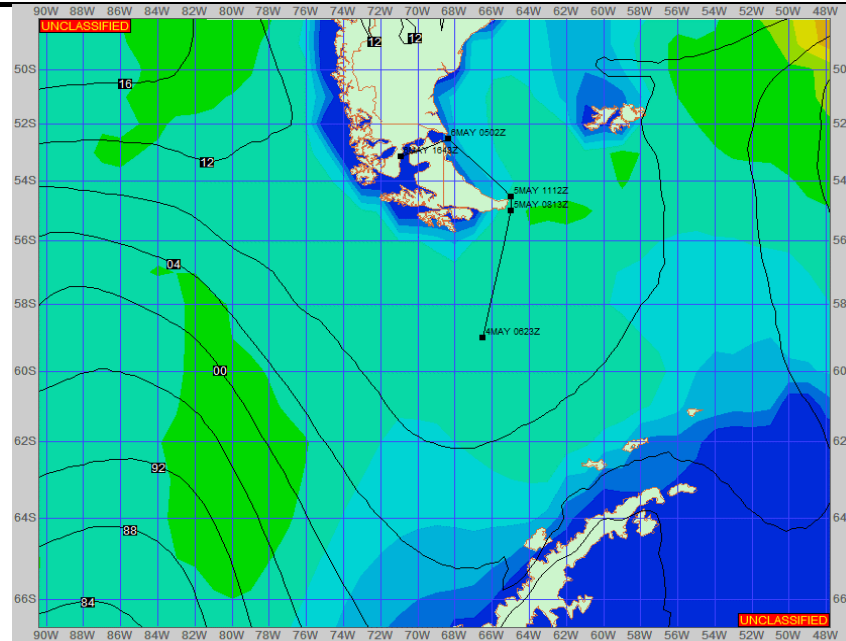 90W 88W 86W 84W 82W 80W 78W 76W 74W 72W 70W 68W 66W 64W 62W 60W 58W 56W 54W 52W 50W 48W
UNCLASSIFIED
12 12
50S 50
16
52S 52
6MAY 0502Z
MAY 1643Z
12
54S 54
5MAY 1112Z
5MAY 0813Z
56S 56
04
58S 58
4MAY 0623Z
60S 60
00
62S 62
92
64S 64
88
66S 66
84
UNCLASSIFIED
90W 88W 86W 84W 82W 80W 78W 76W 74W 72W 70W 68W 66W 64W 62W 60W 58W 56W 54W 52W 50W 48W